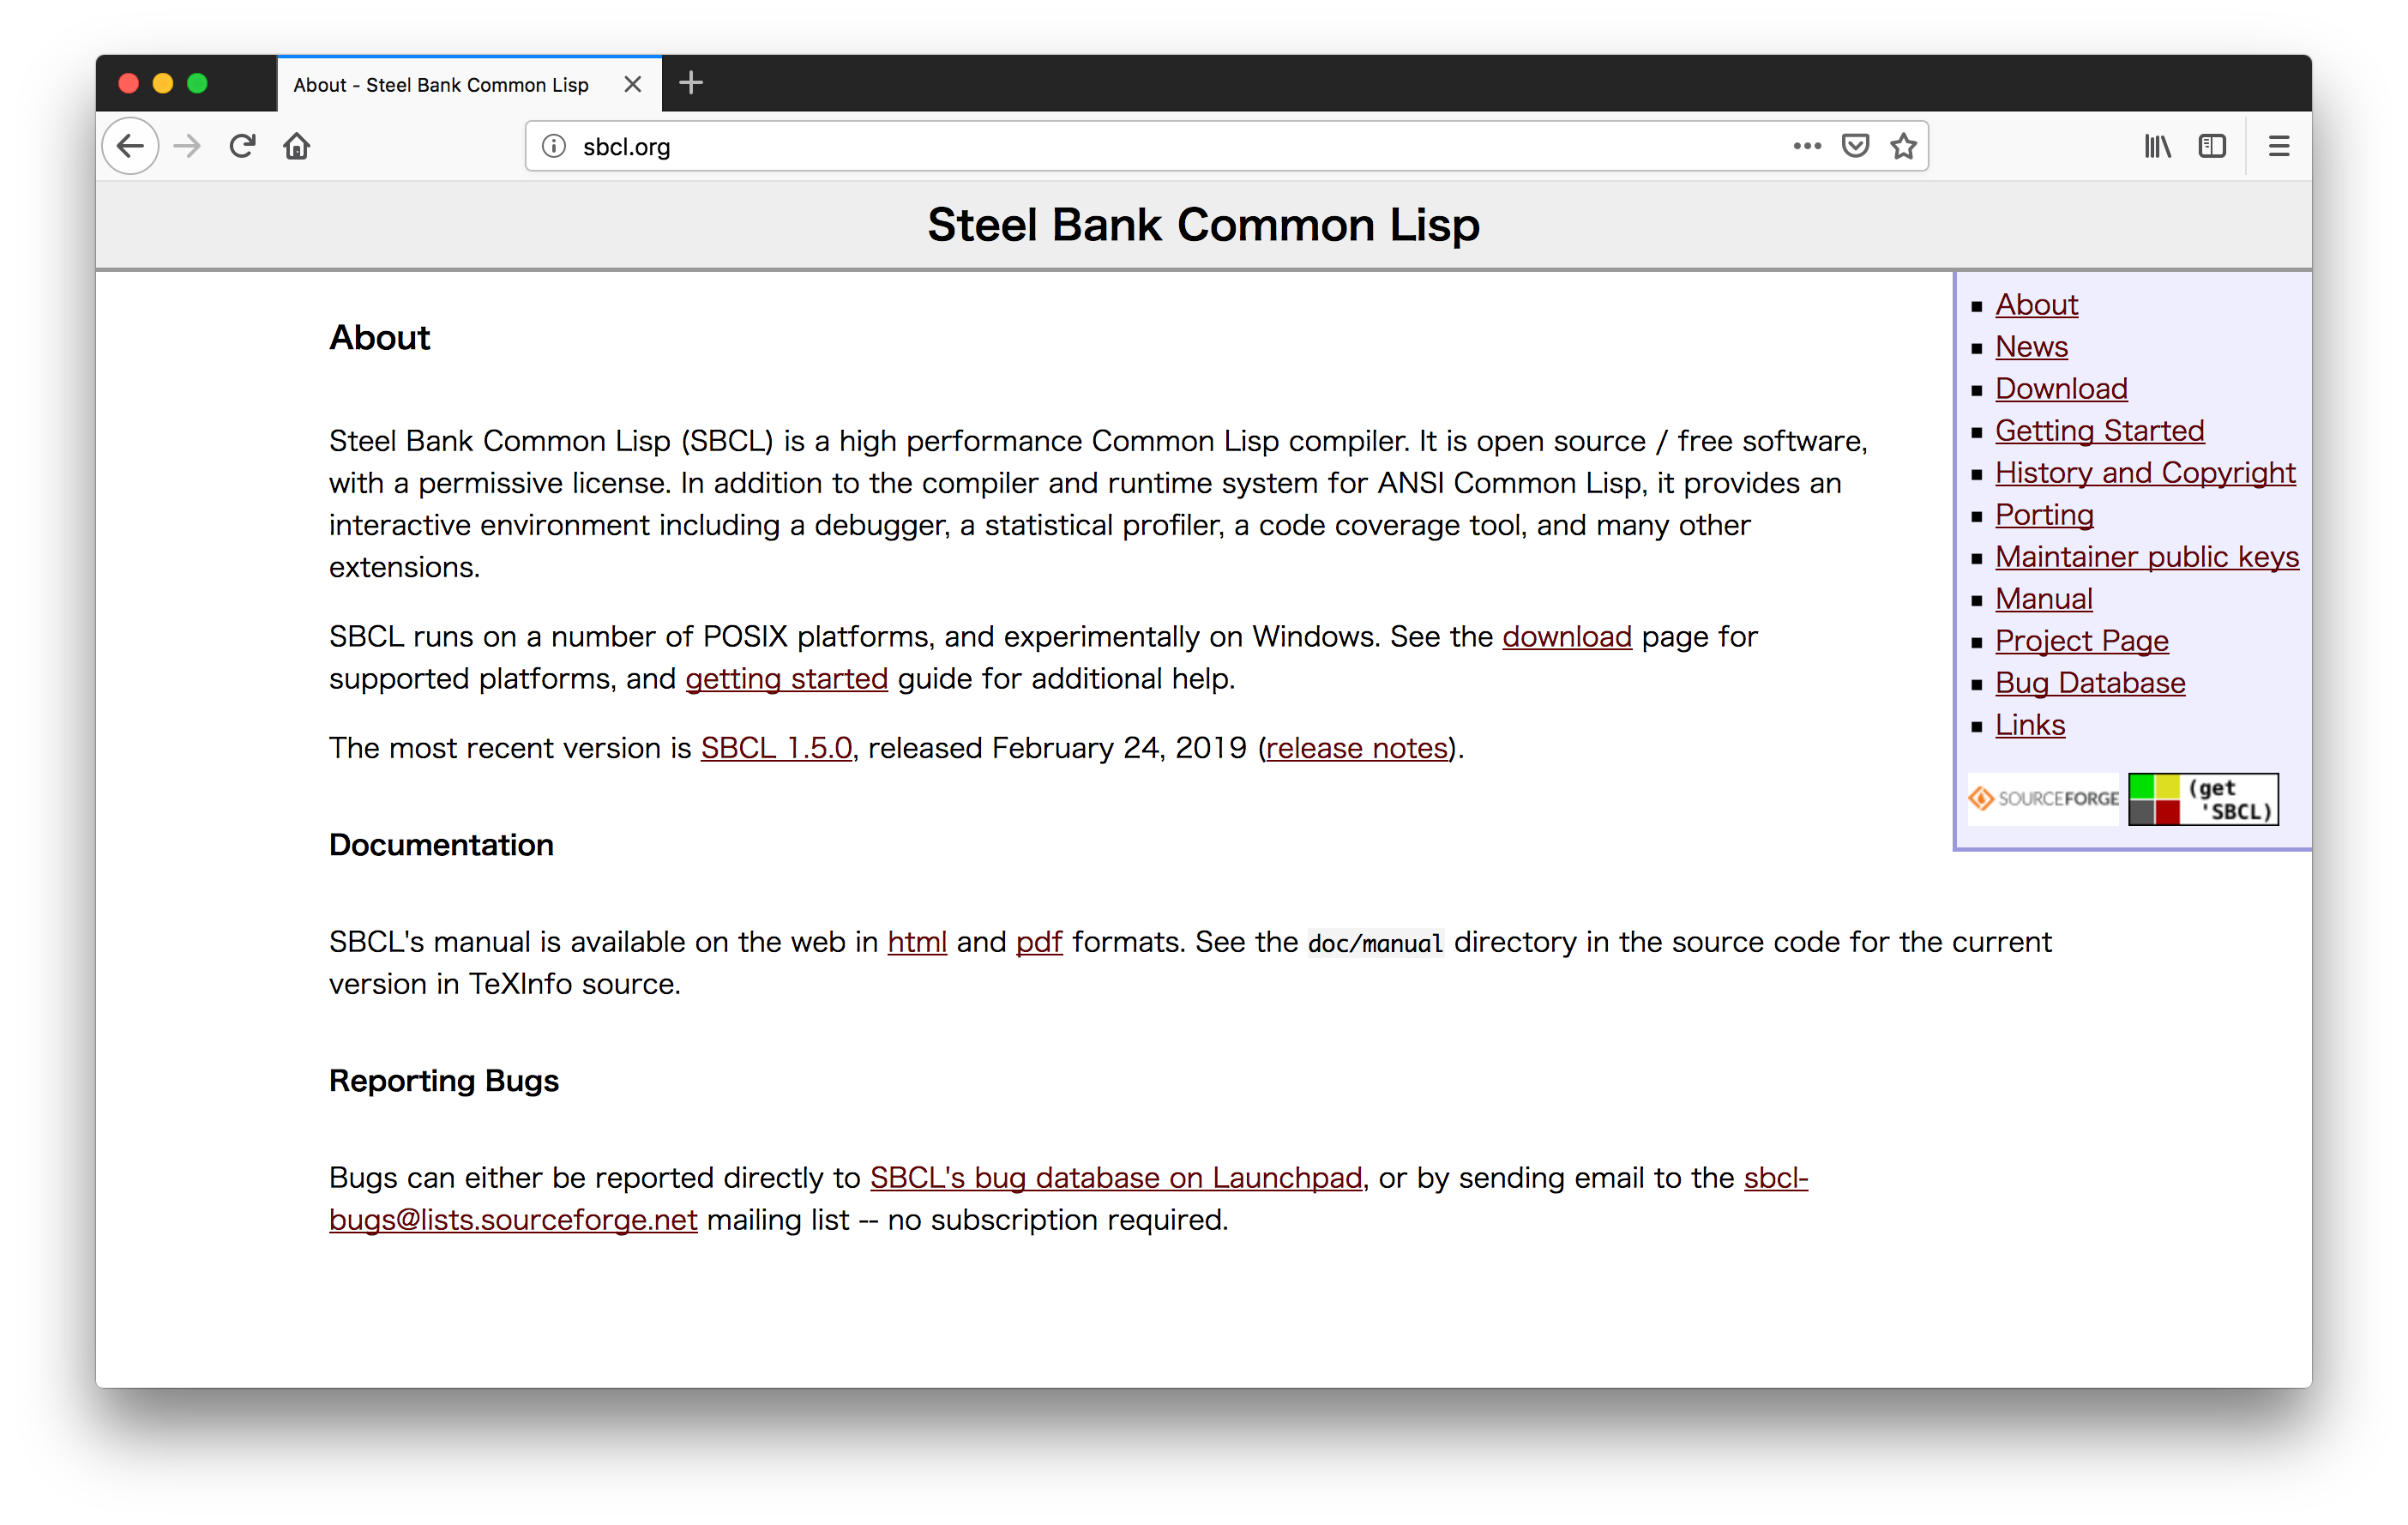 About - Steel Bank Common Lisp
sbcl.org
Steel Bank Common Lisp
About
Steel Bank Common Lisp (SBCL) is a high performance Common Lisp compiler. It is open source / free software,
with a permissive license. In addition to the compiler and runtime system for ANSI Common Lisp, it provides an
interactive environment including a debugger, a statistical profiler, a code coverage tool, and many other
extensions.
SBCL runs on a number of POSIX platforms, and experimentally on Windows. See the download page for
supported platforms, and getting started guide for additional help.
The most recent version is SBCL 1.5.0, released February 24, 2019 (release notes).
Documentation
SBCL's manual is available on the web in html and pdf formats. See the doc/manual directory in the source code for the current
version in TeXInfo source.
Reporting Bugs
Bugs can either be reported directly to SBCL's bug database on Launchpad, or by sending email to the sbcl-
bugs@lists.sourceforge.net mailing list -- no subscription required.
About
News
Download
Getting Started
History and Copyright
Porting
Maintainer public keys
Manual
Project Page
Bug Database
Links
SOURCEFORGE
(get
'SBCL)